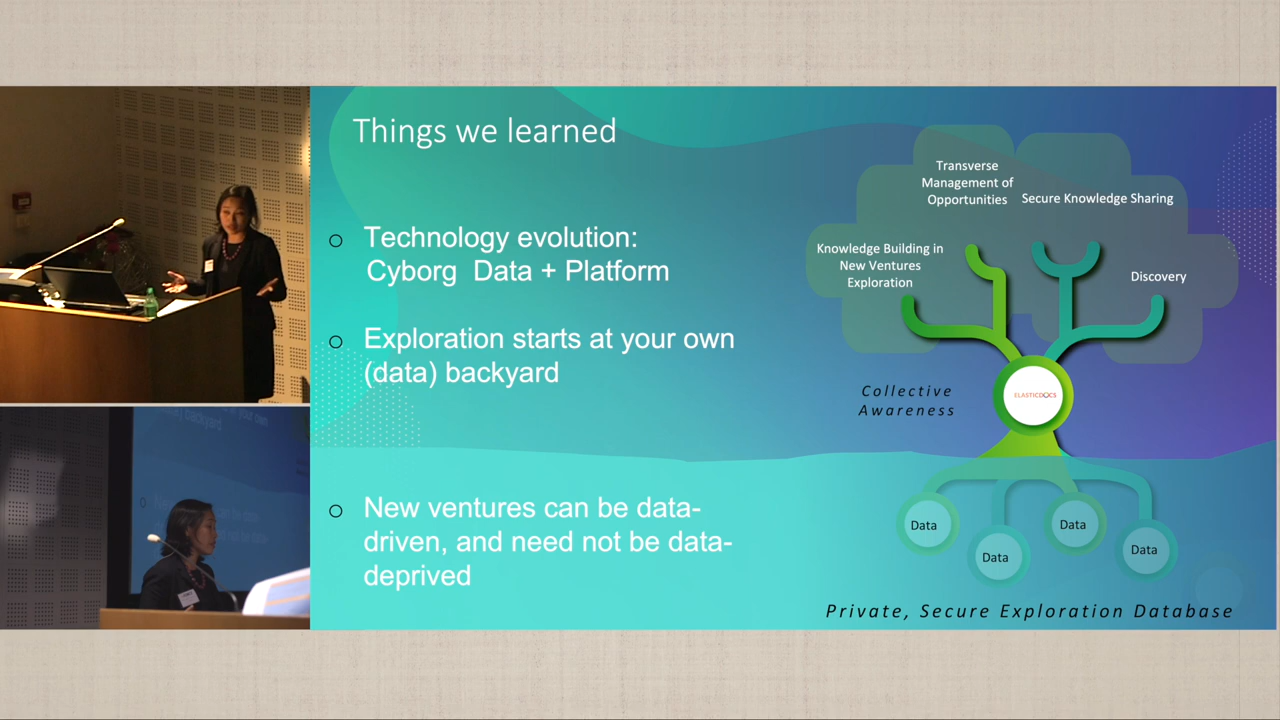 Things we learned
Technology evolution:
Cyborg Data + Platform
Exploration starts at your own
(data) backyard
New ventures can be data-
driven, and need not be data-
deprived
Transverse
Management of
Opportunities
Secure Knowledge Sharing
Knowledge Building in
New Ventures
Exploration
Discovery
Collective
Awareness
ELASTICDOCS
Data
Data
Data
Data
Private, Secure Exploration Database
backyard